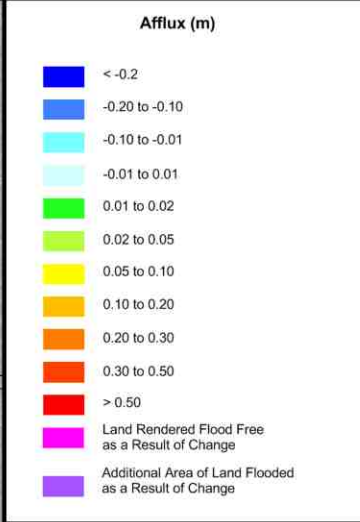 Afflux (m)
< -0.2
-0.20 to -0.10
-0.10 to -0.01
-0.01 to 0.01
0.01 to 0.02
0.02 to 0.05
0.05 to 0.10
0.10 to 0.20
0.20 to 0.30
0.30 to 0.50
> 0.50
Land Rendered Flood Free
as a Result of Change
Additional Area of Land Flooded
as a Result of Change